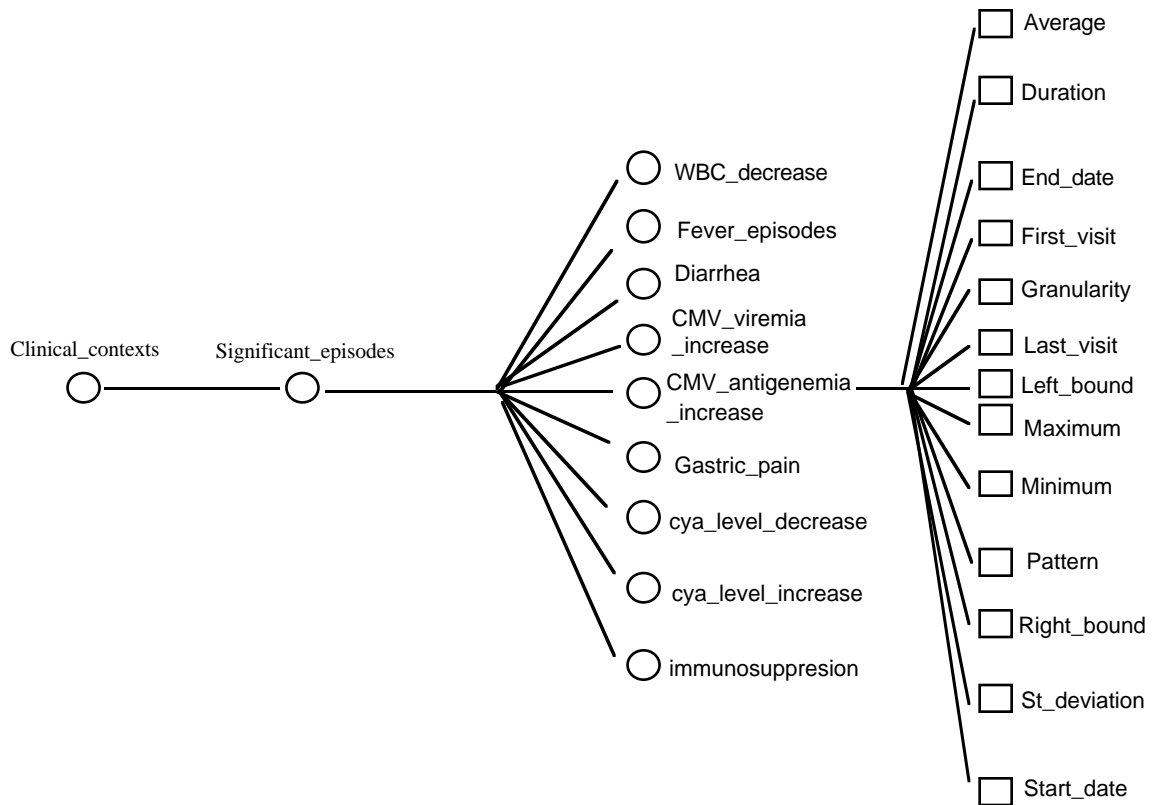 Clinical_contexts
Significant_episodes
WBC_decrease
Fever_episodes
Diarrhea
CMV_viremia
_increase
CMV_antigenemia
_increase
Gastric_pain
cya_level_decrease
cya_level_increase
immunosuppresion
Average
Duration
End_date
First_visit
Granularity
Last_visit
Left_bound
Maximum
Minimum
Pattern
Right_bound
St_deviation
Start_date